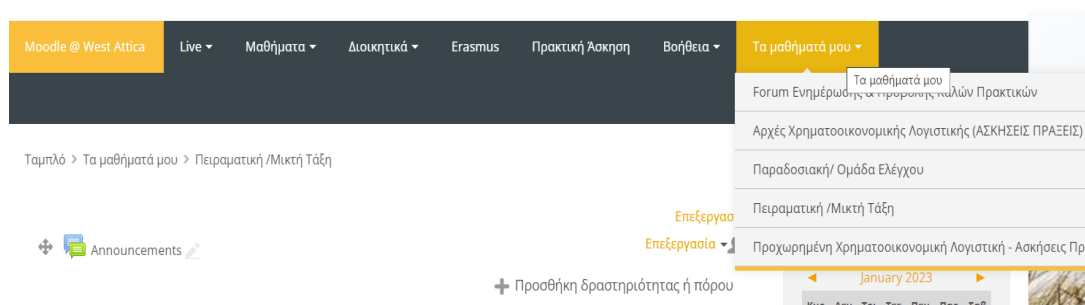 Moodle @ West Attica Live Μαθήματα Διοικητικά Erasmus Πρακτική Άσκηση Βοήθεια Τα μαθήματά μου
Τα μαθήματά μου
Forum Ενημέρωσης & Προβολής Καλών Πρακτικών
Αρχές Χρηματοοικονομικής Λογιστικής (ΑΣΚΗΣΕΙΣ ΠΡΑΞΕΙΣ)
Παραδοσιακή/ Ομάδα Ελέγχου
Πειραματική /Μικτή Τάξη
Προχωρημένη Χρηματοοικονομική Λογιστική - Ασκήσεις Πρ
Ταμπλό > Τα μαθήματά μου > Πειραματική /Μικτή Τάξη
Επεξεργασ
Announcements Επεξεργασία
Προσθήκη δραστηριότητας ή πόρου
January 2023